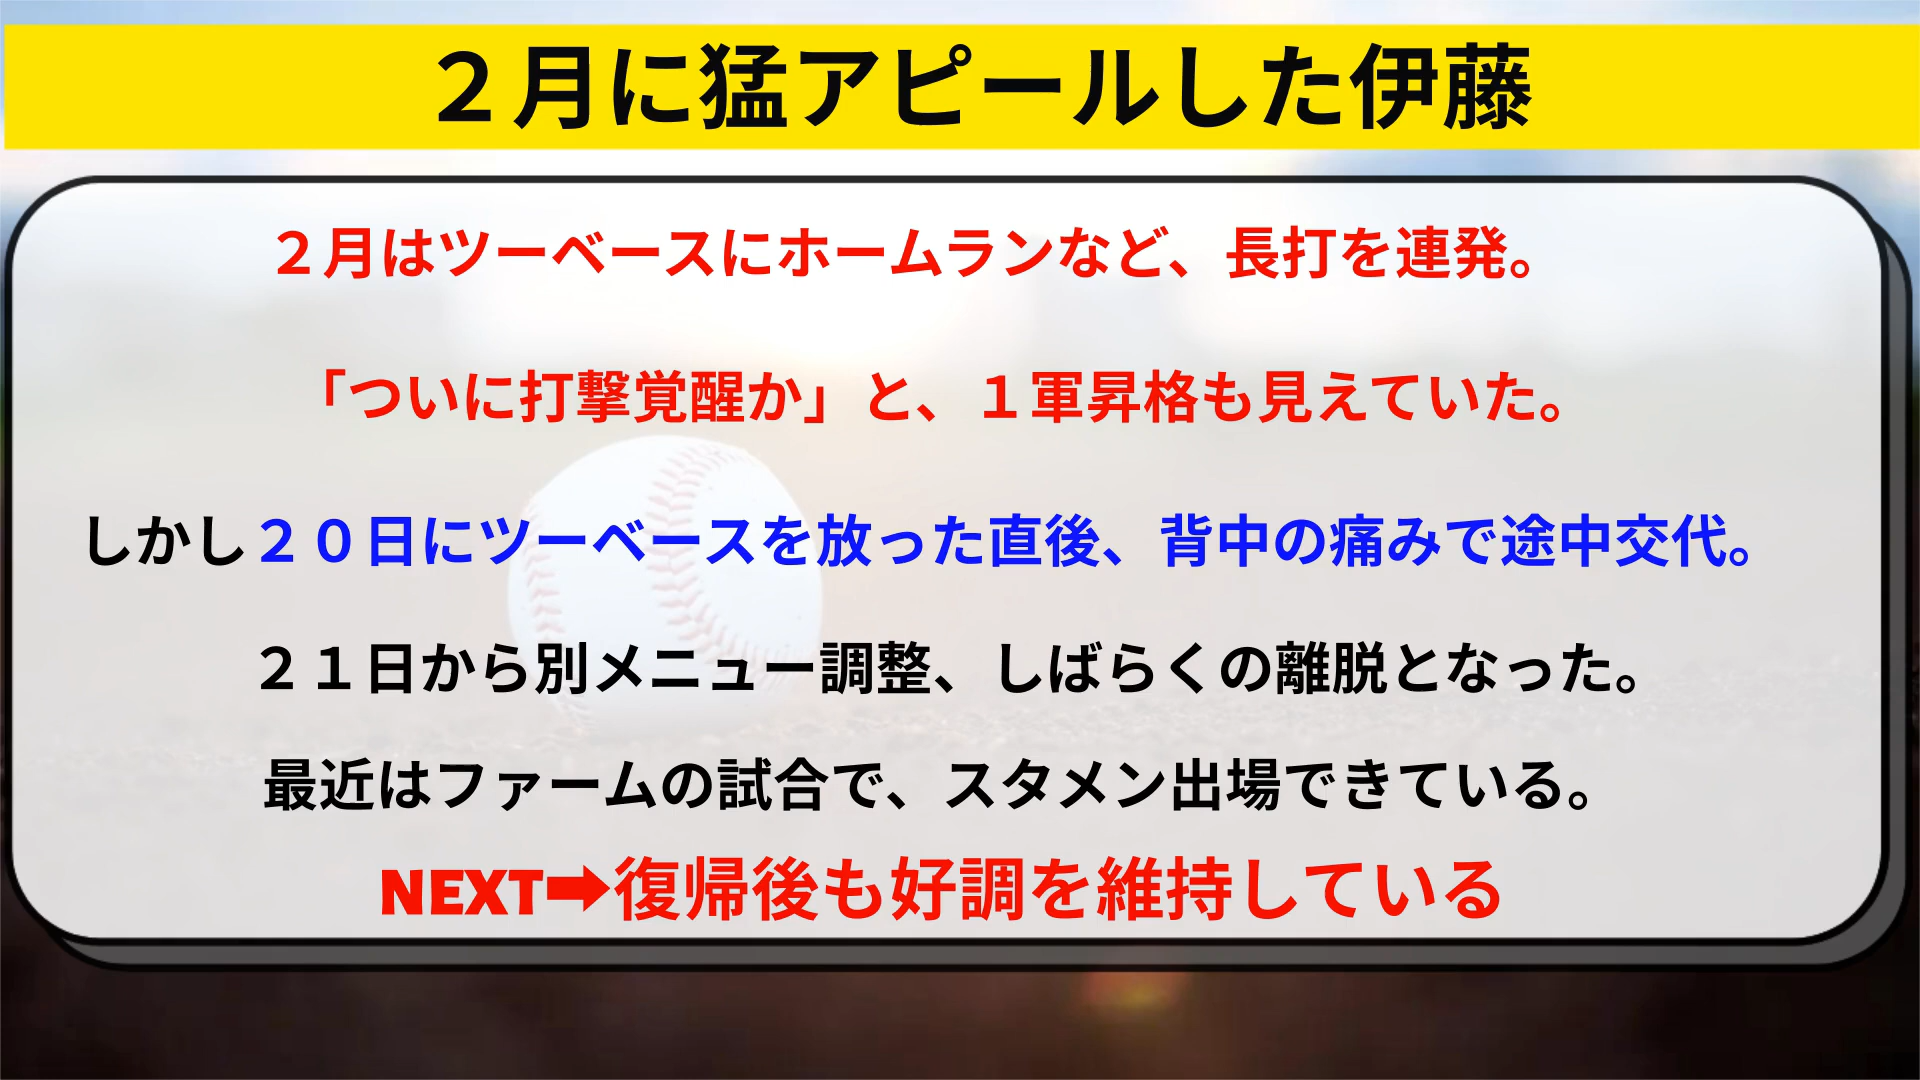 ２月に猛アピールした伊藤
２月はツーベースにホームランなど、長打を連発。
「ついに打撃覚醒か」と、１軍昇格も見えていた。
しかし２０日にツーベースを放った直後、背中の痛みで途中交代。
２１日から別メニュー調整、しばらくの離脱となった。
最近はファームの試合で、スタメン出場できている。
NEXT➡復帰後も好調を維持している